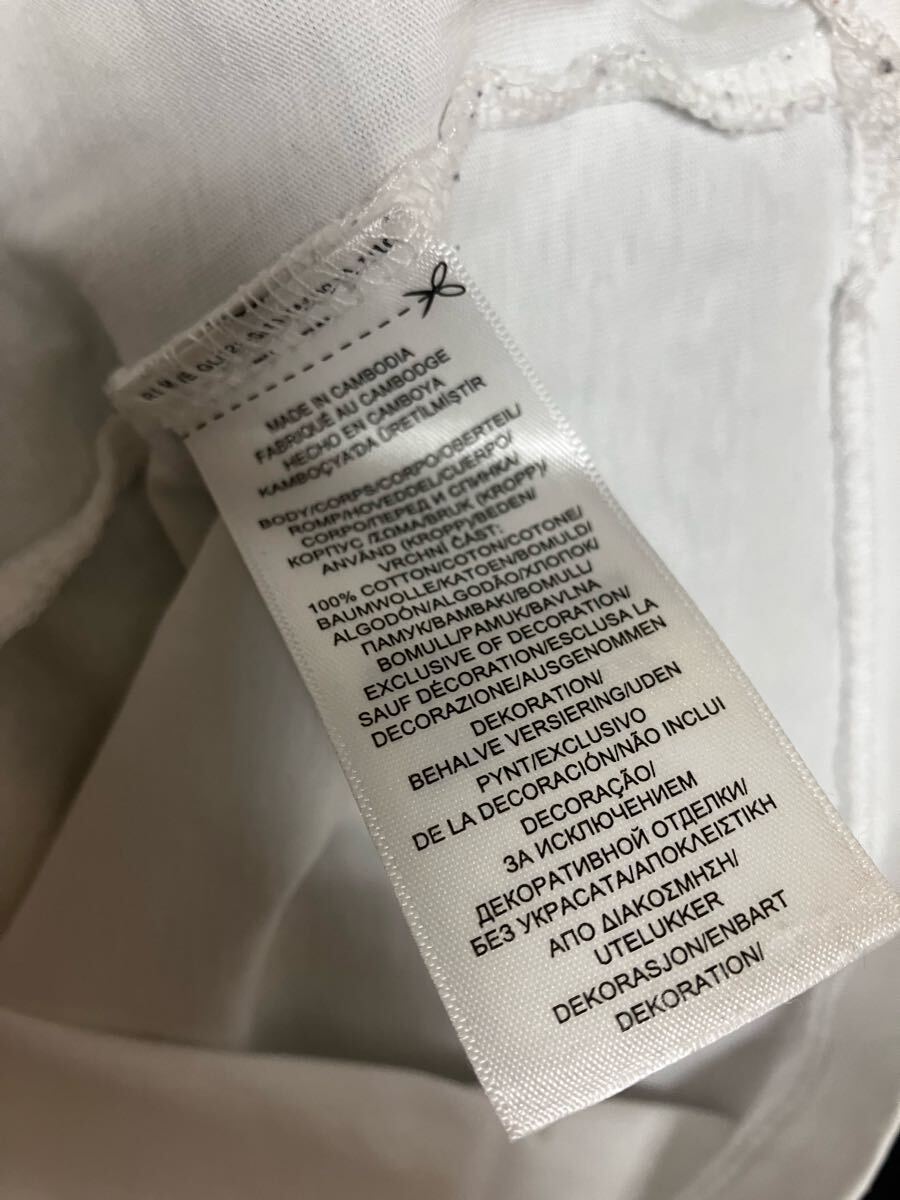 MADE IN CAMBODIA
FABRIQUÉ AU CAMBODGE
HECHO EN CAMBOYA
KAMBOÇYA'DA ÜRETİLMİŞTİR
BODY/CORPS/CORPO/OBERTEIL/
ROMP/HOVEDDEL/CUERPO/
CORPO/ПЕРЕД И СПИНКА/
КОРПУС /ΣΩΜΑ/BRUK (KROPP)/
ANVÄND (KROPP)/BEDEN/
VRCHNÍ ČÁST:
100% COTTON/COTON/COTONE/
BAUMWOLLE/KATOEN/BOMULD/
ALGODÓN/ALGODÃO/ХЛОПОК/
ПАМУК/ΒΑΜΒΑΚΙ/BOMULL/
BOMULL/PAMUK/BAVLNA
EXCLUSIVE OF DECORATION/
SAUF DÉCORATION/ESCLUSA LA
DECORAZIONE/AUSGENOMMEN
DEKORATION/
BEHALVE VERSIERING/UDEN
PYNT/EXCLUSIVO
DE LA DECORACIÓN/NÃO INCLUI
DECORAÇÃO/
ЗА ИСКЛЮЧЕНИЕМ
ДЕКОРАТИВНОЙ ОТДЕЛКИ/
БЕЗ УКРАСАТА/ΑΠΟΚΛΕΙΣΤΙΚΗ
ΑΠΟ ΔΙΑΚΟΣΜΗΣΗ/
UTELUKKER
DEKORASJON/ENBART
DEKORATION/